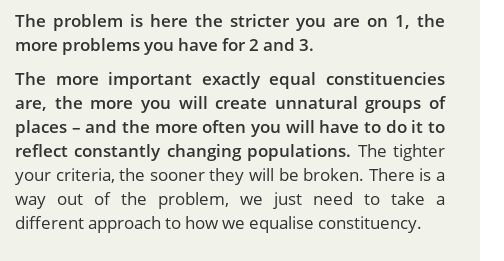 The problem is here the stricter you are on 1, the
more problems you have for 2 and 3.
The more important exactly equal constituencies
are, the more you will create unnatural groups of
places – and the more often you will have to do it to
reflect constantly changing populations. The tighter
your criteria, the sooner they will be broken. There is a
way out of the problem, we just need to take a
different approach to how we equalise constituency.